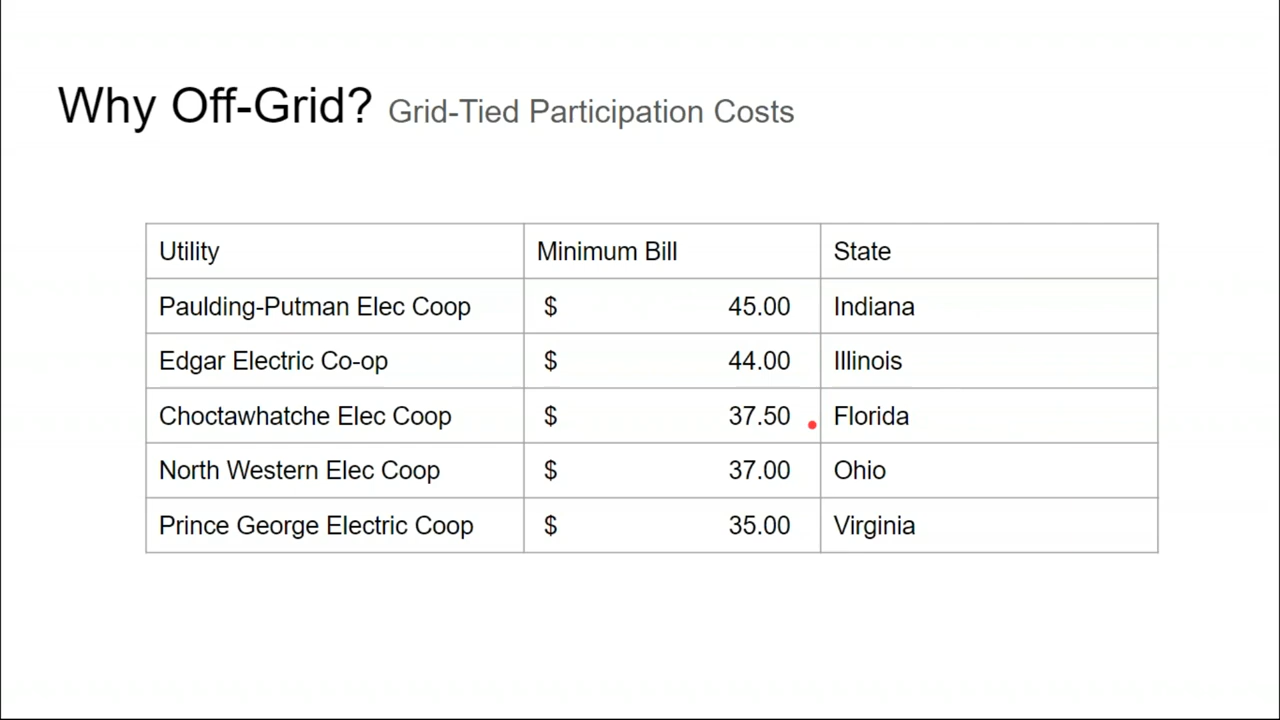 Why Off-Grid? Grid-Tied Participation Costs
Utility Minimum Bill State
Paulding-Putman Elec Coop $ 45.00 Indiana
Edgar Electric Co-op $ 44.00 Illinois
Choctawhatche Elec Coop $ 37.50 Florida
North Western Elec Coop $ 37.00 Ohio
Prince George Electric Coop $ 35.00 Virginia